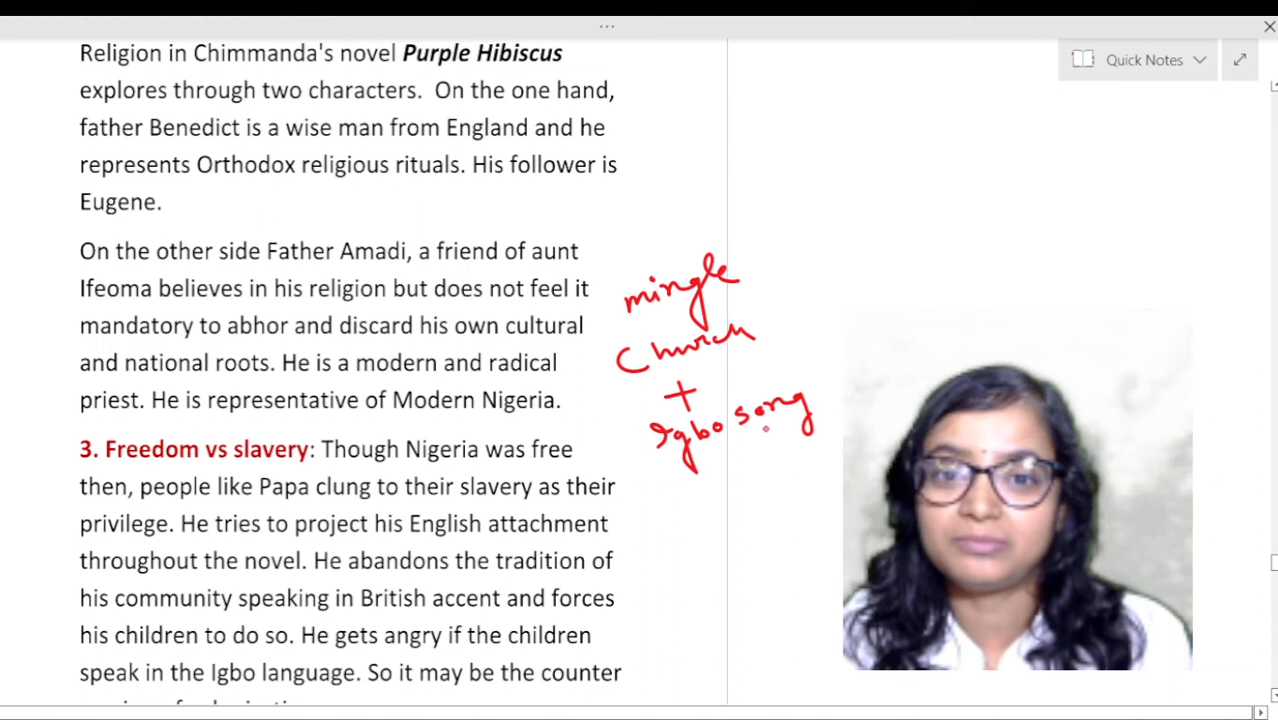 Religion in Chimmanda's novel Purple Hibiscus
explores through two characters. On the one hand,
father Benedict is a wise man from England and he
represents Orthodox religious rituals. His follower is
Eugene.
On the other side Father Amadi, a friend of aunt
Ifeoma believes in his religion but does not feel it
mandatory to abhor and discard his own cultural
and national roots. He is a modern and radical
priest. He is representative of Modern Nigeria.
3. Freedom vs slavery: Though Nigeria was free
then, people like Papa clung to their slavery as their
privilege. He tries to project his English attachment
throughout the novel. He abandons the tradition of
his community speaking in British accent and forces
his children to do so. He gets angry if the children
speak in the Igbo language. So it may be the counter
mingle
Church
+
Igbo song
Quick Notes